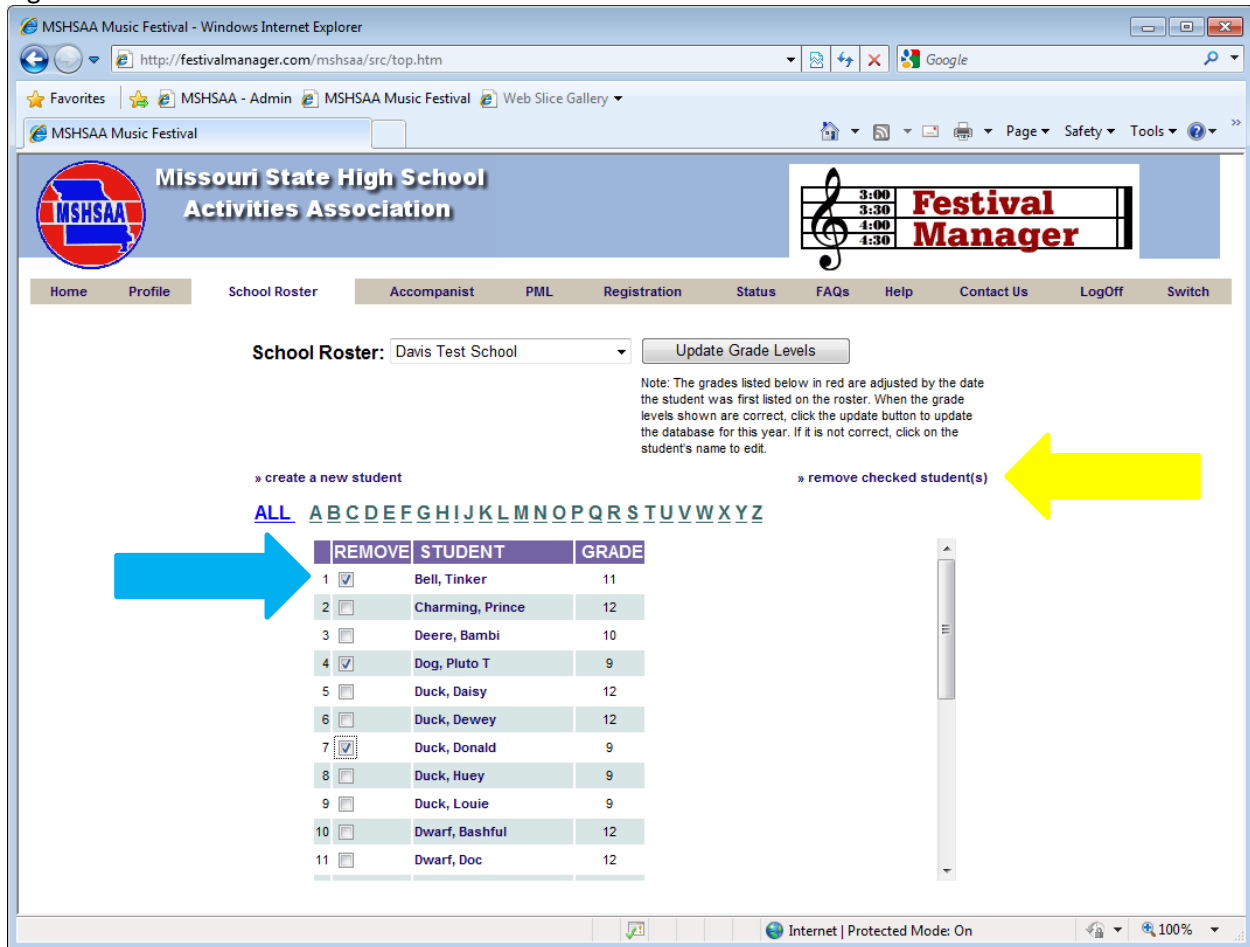 MSHSAA Music Festival - Windows Internet Explorer
http://festivalmanager.com/mshsaa/src/top.htm
Google
Favorites MSHSAA - Admin MSHSAA Music Festival Web Slice Gallery
MSHSAA Music Festival
Page Safety Tools
MSHSAA
Missouri State High School
Activities Association
3:00
3:30
4:00
4:30
Festival
Manager
Home Profile School Roster Accompanist PML Registration Status FAQs Help Contact Us LogOff Switch
School Roster: Davis Test School Update Grade Levels
Note: The grades listed below in red are adjusted by the date
the student was first listed on the roster. When the grade
levels shown are correct, click the update button to update
the database for this year. If it is not correct, click on the
student's name to edit.
» create a new student » remove checked student(s)
ALL A B C D E F G H I J K L M N O P Q R S T U V W X Y Z
REMOVE STUDENT GRADE
1 Bell, Tinker 11
2 Charming, Prince 12
3 Deere, Bambi 10
4 Dog, Pluto T 9
5 Duck, Daisy 12
6 Duck, Dewey 12
7 Duck, Donald 9
8 Duck, Huey 9
9 Duck, Louie 9
10 Dwarf, Bashful 12
11 Dwarf, Doc 12
Internet | Protected Mode: On 100%